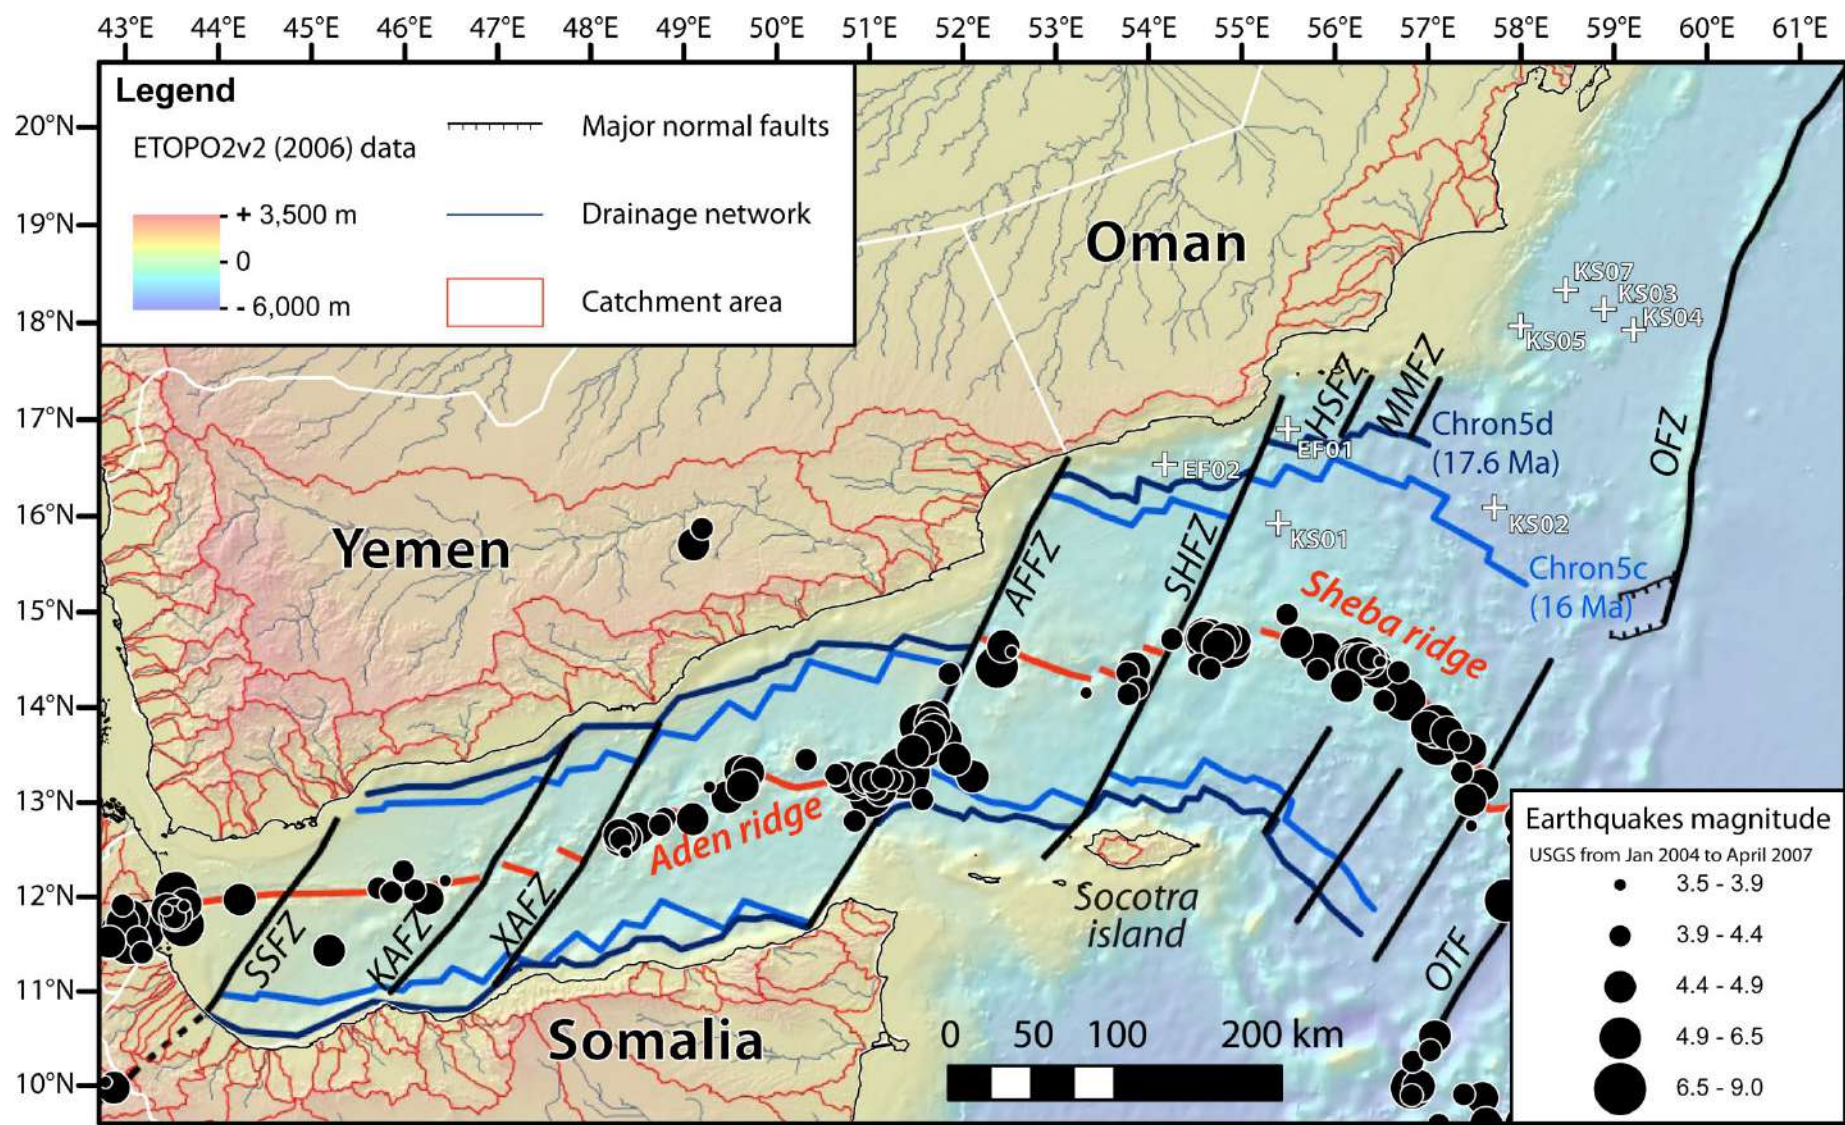 43°E 44°E 45°E 46°E 47°E 48°E 49°E 50°E 51°E 52°E 53°E 54°E 55°E 56°E 57°E 58°E 59°E 60°E 61°E
Legend
ETOPO2v2 (2006) data
+ 3,500 m
0
- 6,000 m
Major normal faults
Drainage network
Catchment area
20°N
19°N
18°N
17°N
16°N
15°N
14°N
13°N
12°N
11°N
10°N
Oman
Yemen
Somalia
Socotra
island
KS07
KS03
KS04
KS05
HSFZ
MMFZ
OFZ
EF01
EF02
Chron5d
(17.6 Ma)
KS01
KS02
Chron5c
(16 Ma)
AFFZ
SHFZ
Sheba ridge
Aden ridge
SSFZ
KAFZ
XAFZ
OTF
0 50 100 200 km
Earthquakes magnitude
USGS from Jan 2004 to April 2007
3.5 - 3.9
3.9 - 4.4
4.4 - 4.9
4.9 - 6.5
6.5 - 9.0